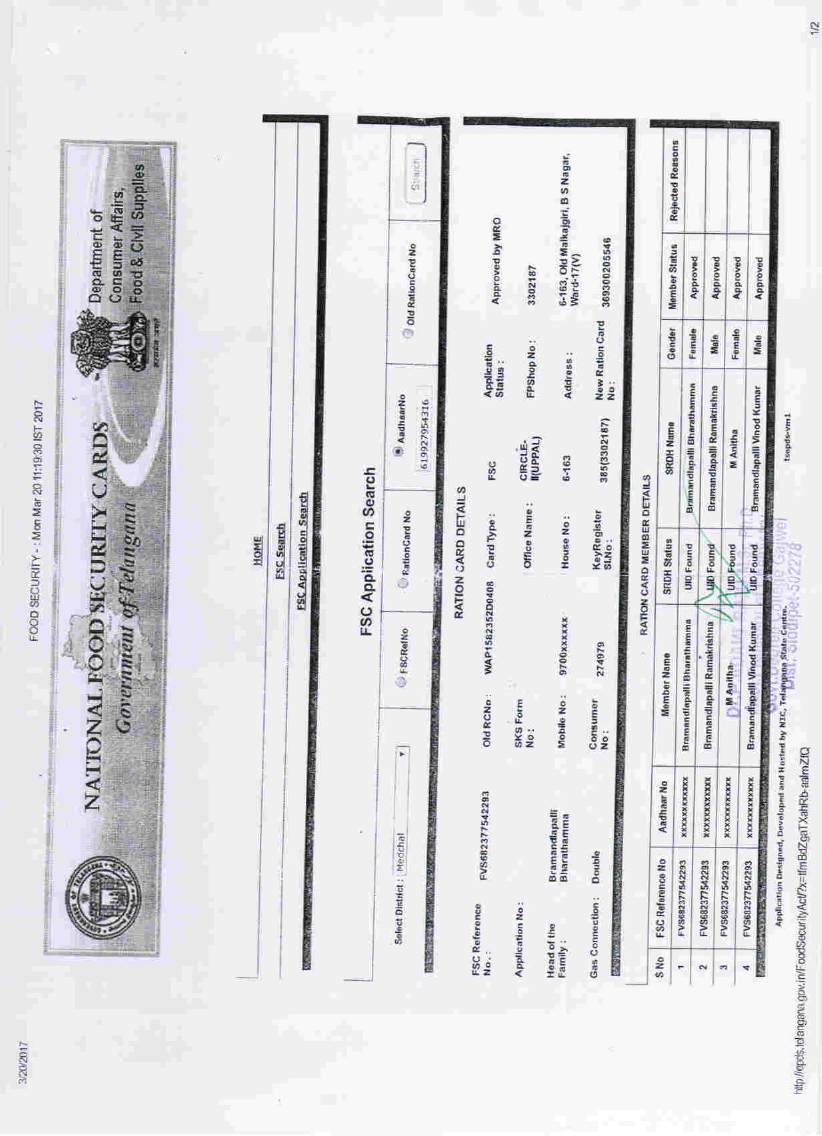 3/20/2017
FOOD SECURITY - : Mon Mar 20 11:19:30 IST 2017
NATIONAL FOOD SECURITY CARDS
Government of Telangana
Department of
Consumer Affairs,
Food & Civil Supplies
HOME
FSC Search
FSC Application Search
FSC Application Search
Select District : Medchal FSCRefNo RationCard No AadhaarNo Old RationCard No Search
619927954316
RATION CARD DETAILS
FSC Reference No. : FVS682377542293 Old RCNo : WAP1582352D0408 Card Type : FSC Application Status : Approved by MRO
Application No : SKS Form No : Office Name : CIRCLE-II(UPPAL) FPShop No : 3302187
Head of the Family : Bramandlapalli Bharathamma Mobile No : 9700xxxxxx House No : 6-163 Address : 6-163, Old Malkajgiri, B S Nagar, Ward-17(V)
Gas Connection : Double Consumer No : 274979 KeyRegister Sl.No : 385(3302187) New Ration Card No : 369300205546
RATION CARD MEMBER DETAILS
S No FSC Reference No Aadhaar No Member Name SRDH Status SRDH Name Gender Member Status Rejected Reasons
1 FVS682377542293 xxxxxxxxxxxx Bramandlapalli Bharathamma UID Found Bramandlapalli Bharathamma Female Approved
2 FVS682377542293 xxxxxxxxxxxx Bramandlapalli Ramakrishna UID Found Bramandlapalli Ramakrishna Male Approved
3 FVS682377542293 xxxxxxxxxxxx M Anitha UID Found M Anitha Female Approved
4 FVS682377542293 xxxxxxxxxxxx Bramandlapalli Vinod Kumar UID Found Bramandlapalli Vinod Kumar Male Approved
Application Designed, Developed and Hosted by NIC, Telangana State Centre. tsepds-vm1
Dist. Siddipet-502278
http://epds.telangana.gov.in/FoodSecurityAct/?x=tfmBdZgaTXahRb-aalmZfQ
1/2